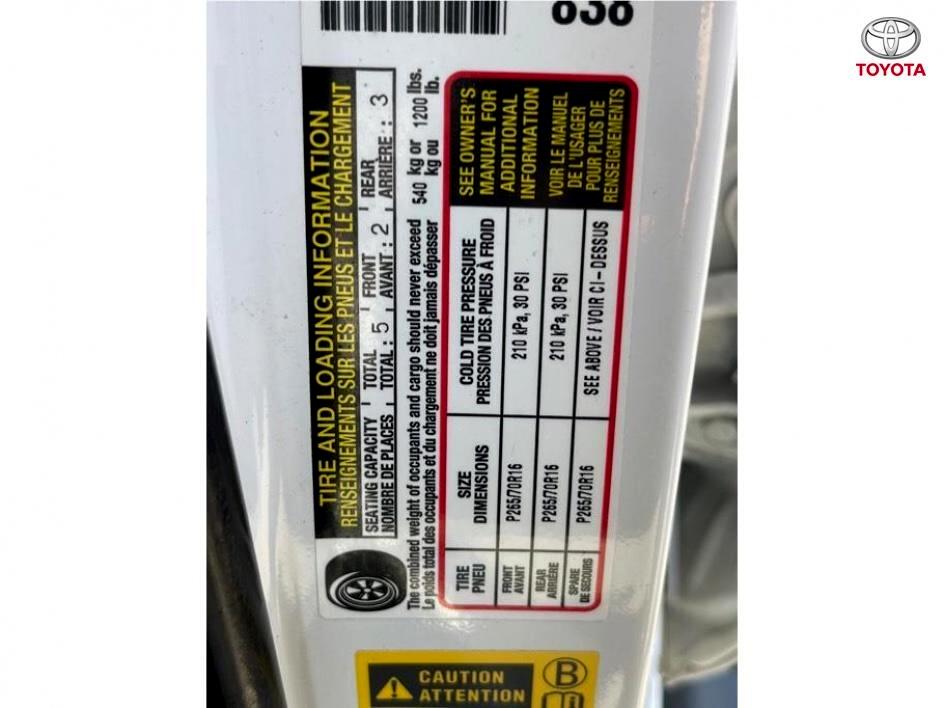 838
TOYOTA
TIRE AND LOADING INFORMATION
RENSEIGNEMENTS SUR LES PNEUS ET LE CHARGEMENT
SEATING CAPACITY TOTAL 5 FRONT 2 REAR 3
NOMBRE DE PLACES TOTAL : AVANT : ARRIÈRE :
The combined weight of occupants and cargo should never exceed 540 kg or 1200 lbs.
Le poids total des occupants et du chargement ne doit jamais dépasser kg ou lb.
TIRE SIZE COLD TIRE PRESSURE
PNEU DIMENSIONS PRESSION DES PNEUS À FROID
FRONT
AVANT P265/70R16 210 kPa, 30 PSI
REAR
ARRIÈRE P265/70R16 210 kPa, 30 PSI
SPARE
DE SECOURS P265/70R16 SEE ABOVE / VOIR CI-DESSUS
SEE OWNER'S
MANUAL FOR
ADDITIONAL
INFORMATION
VOIR LE MANUEL
DE L'USAGER
POUR PLUS DE
RENSEIGNEMENTS
CAUTION
ATTENTION
B